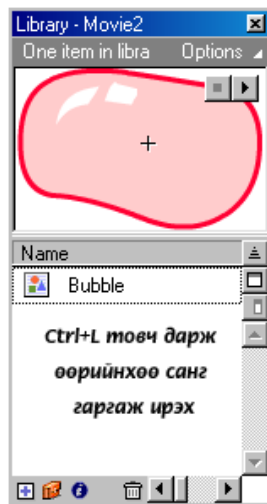 Library - Movie2
One item in libra Options
Name
Bubble
Ctrl+L товч дарж
өөрийнхөө санг
гаргаж ирэх